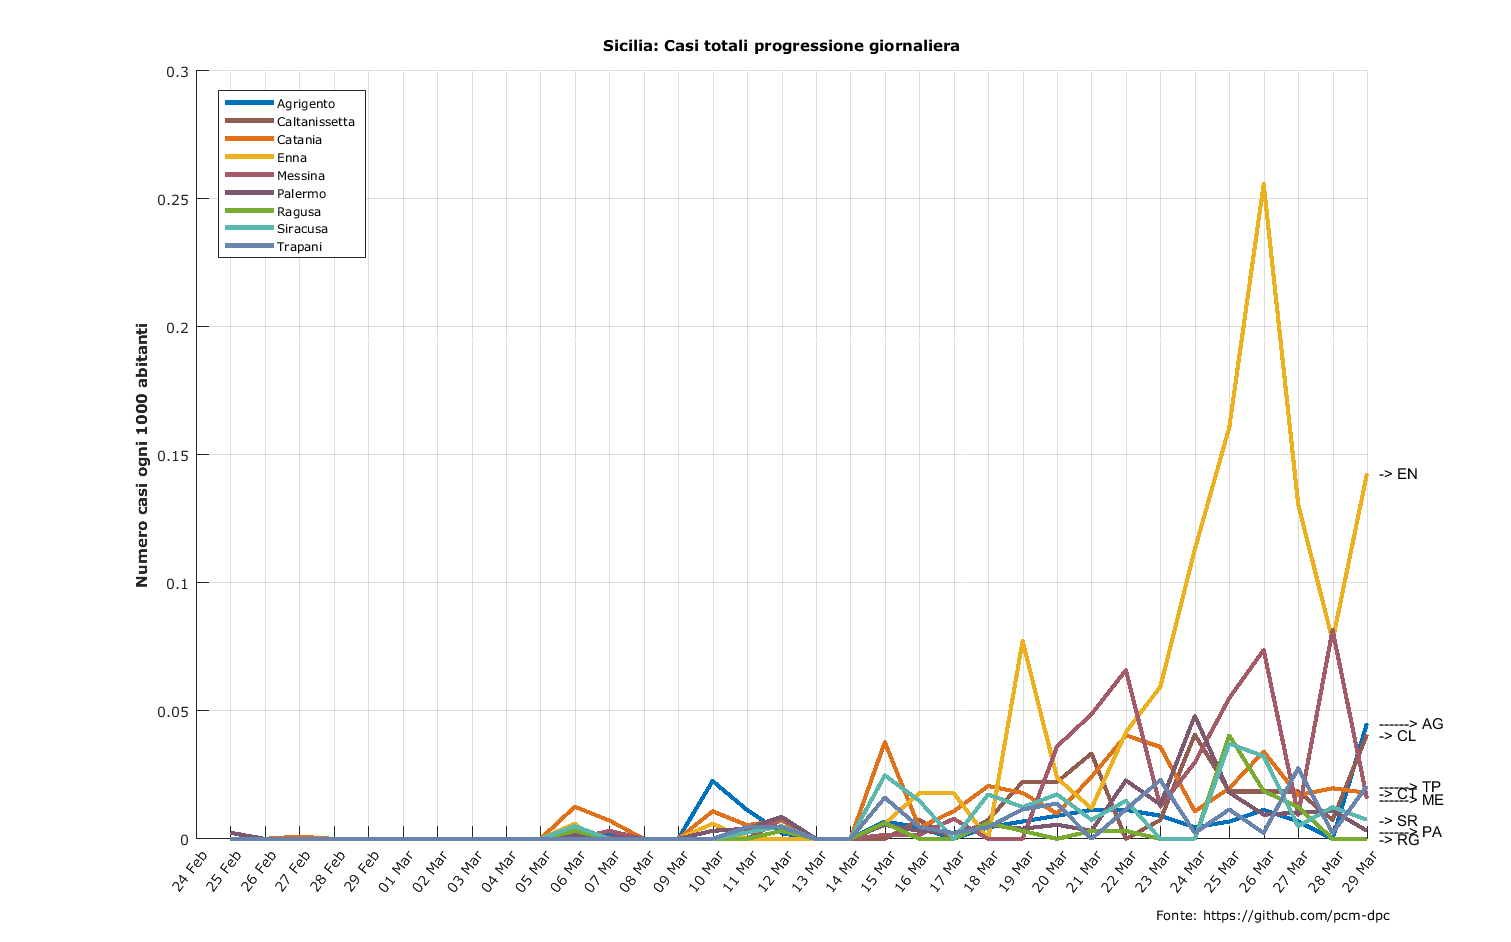 Sicilia: Casi totali progressione giornaliera
Numero casi ogni 1000 abitanti
0.3
0.25
0.2
0.15
0.1
0.05
0
Agrigento
Caltanissetta
Catania
Enna
Messina
Palermo
Ragusa
Siracusa
Trapani
-> EN
------> AG
-> CL
------> TP
-> CT
------> ME
-> SR
------> PA
-> RG
24 Feb
25 Feb
26 Feb
27 Feb
28 Feb
29 Feb
01 Mar
02 Mar
03 Mar
04 Mar
05 Mar
06 Mar
07 Mar
08 Mar
09 Mar
10 Mar
11 Mar
12 Mar
13 Mar
14 Mar
15 Mar
16 Mar
17 Mar
18 Mar
19 Mar
20 Mar
21 Mar
22 Mar
23 Mar
24 Mar
25 Mar
26 Mar
27 Mar
28 Mar
29 Mar
Fonte: https://github.com/pcm-dpc